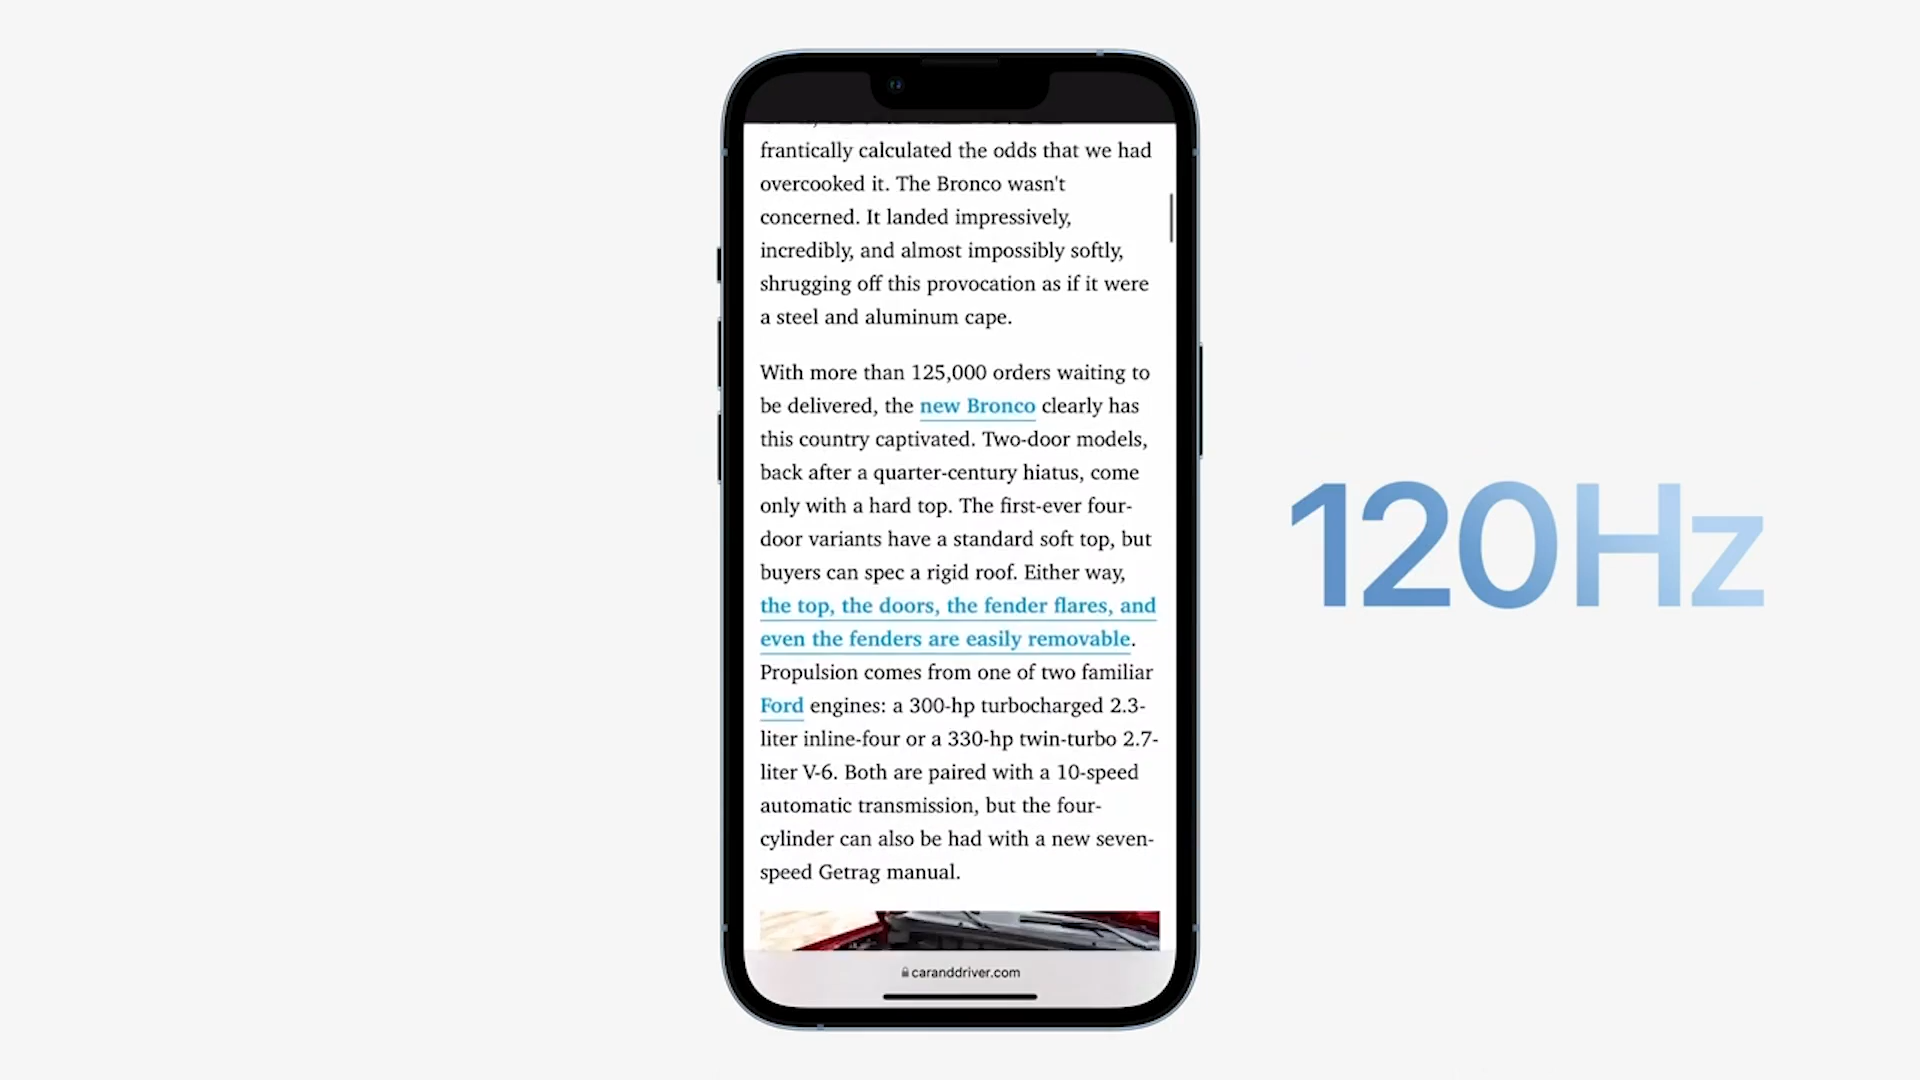 frantically calculated the odds that we had
overcooked it. The Bronco wasn't
concerned. It landed impressively,
incredibly, and almost impossibly softly,
shrugging off this provocation as if it were
a steel and aluminum cape.
With more than 125,000 orders waiting to
be delivered, the new Bronco clearly has
this country captivated. Two-door models,
back after a quarter-century hiatus, come
only with a hard top. The first-ever four-
door variants have a standard soft top, but
buyers can spec a rigid roof. Either way,
the top, the doors, the fender flares, and
even the fenders are easily removable.
Propulsion comes from one of two familiar
Ford engines: a 300-hp turbocharged 2.3-
liter inline-four or a 330-hp twin-turbo 2.7-
liter V-6. Both are paired with a 10-speed
automatic transmission, but the four-
cylinder can also be had with a new seven-
speed Getrag manual.
caranddriver.com
120Hz